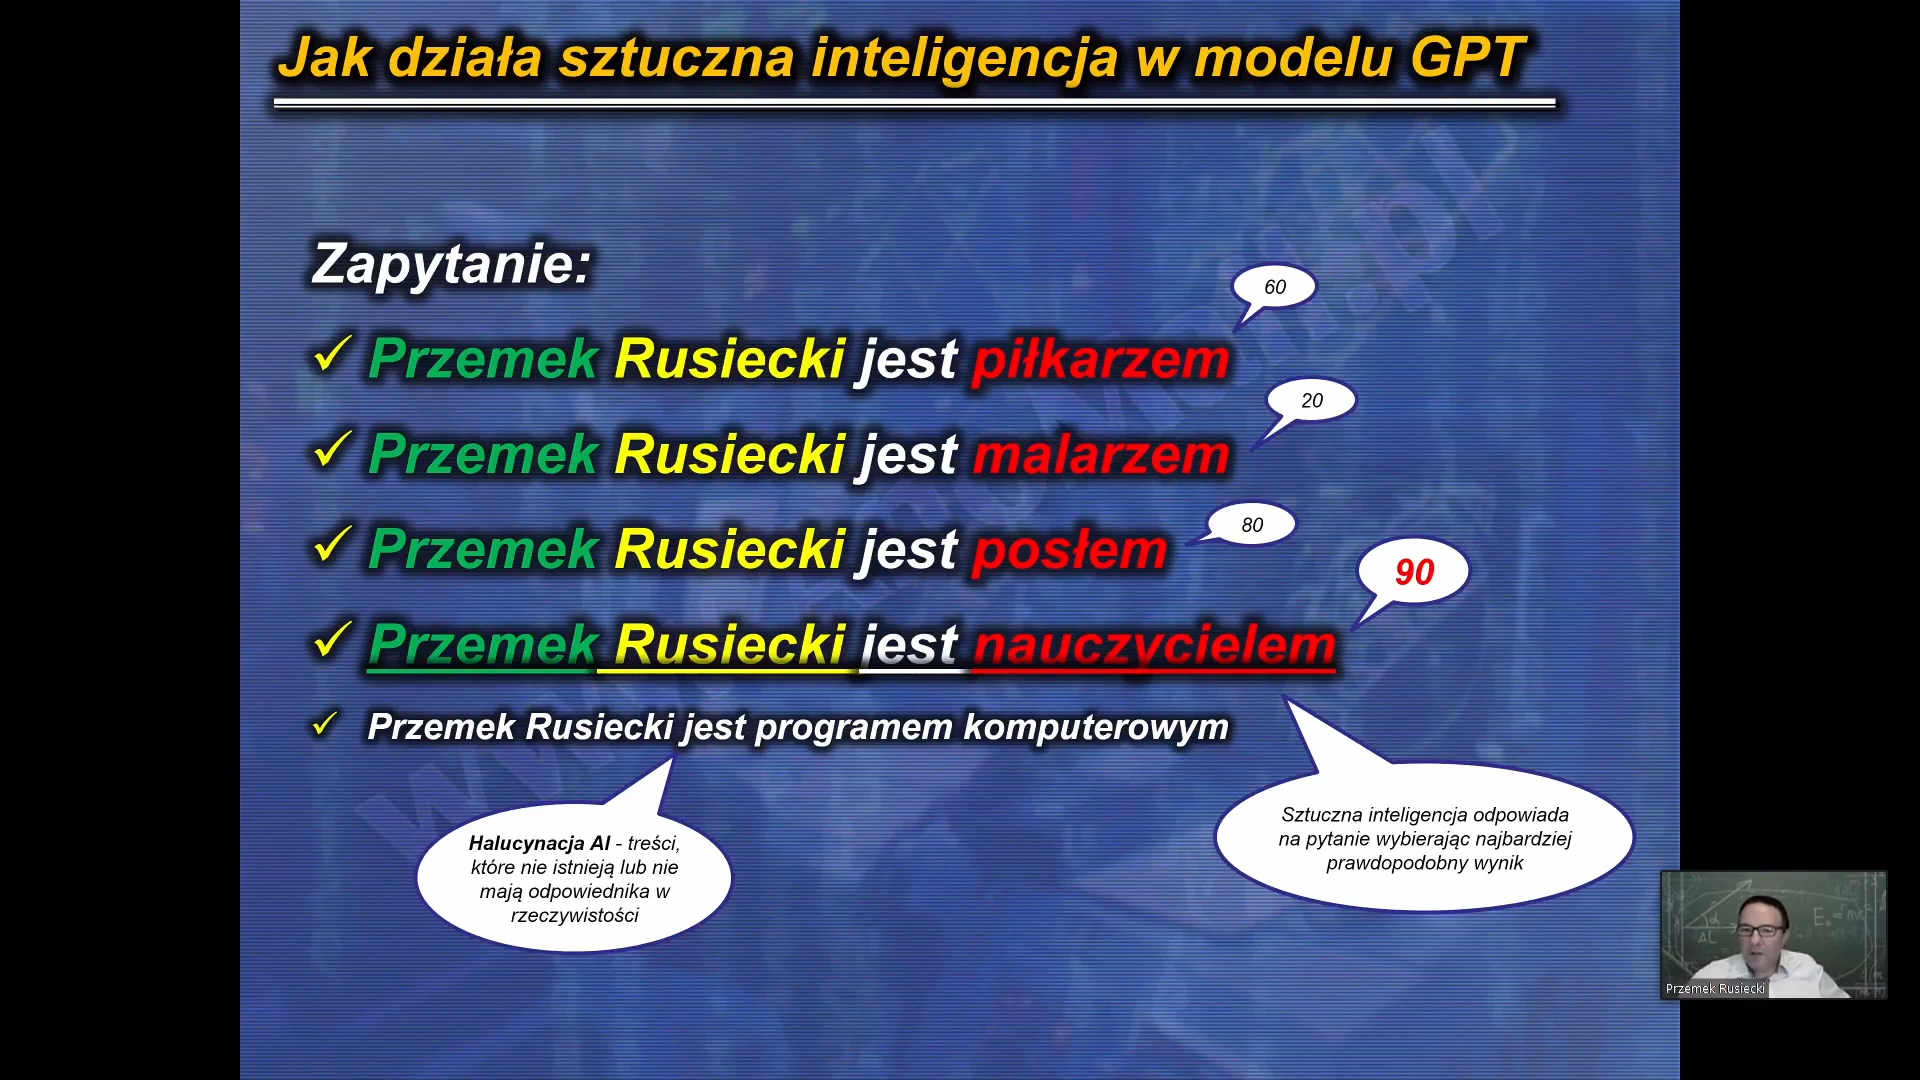 Jak działa sztuczna inteligencja w modelu GPT
Zapytanie:
60
✓ Przemek Rusiecki jest piłkarzem
20
✓ Przemek Rusiecki jest malarzem
80
✓ Przemek Rusiecki jest posłem
90
✓ Przemek Rusiecki jest nauczycielem
✓ Przemek Rusiecki jest programem komputerowym
Halucynacja AI - treści,
które nie istnieją lub nie
mają odpowiednika w
rzeczywistości
Sztuczna inteligencja odpowiada
na pytanie wybierając najbardziej
prawdopodobny wynik
Przemek Rusiecki